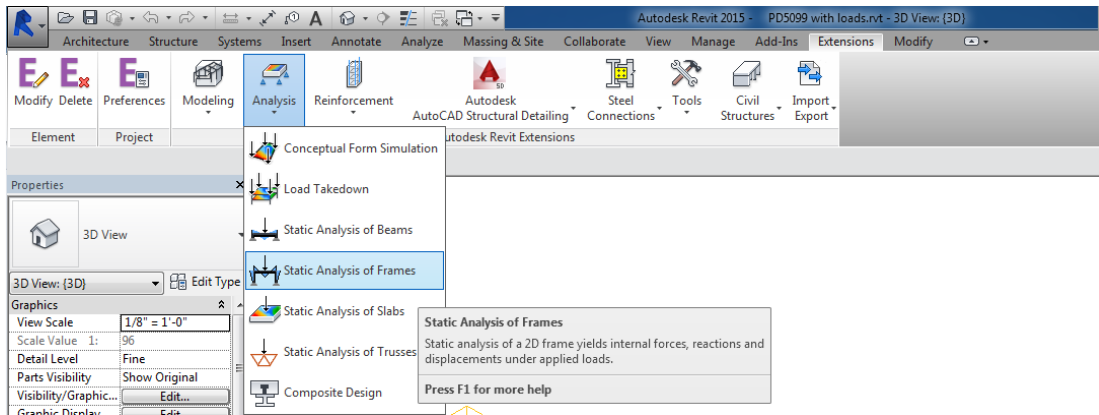 Autodesk Revit 2015 - PD5099 with loads.rvt - 3D View: {3D}
Architecture Structure Systems Insert Annotate Analyze Massing & Site Collaborate View Manage Add-Ins Extensions Modify
Modify Delete Preferences Modeling Analysis Reinforcement Autodesk AutoCAD Structural Detailing Steel Connections Tools Civil Structures Import Export
Element Project utodesk Revit Extensions
Conceptual Form Simulation
Load Takedown
Static Analysis of Beams
Static Analysis of Frames
Static Analysis of Slabs
Static Analysis of Trusses
Composite Design
Static Analysis of Frames
Static analysis of a 2D frame yields internal forces, reactions and
displacements under applied loads.
Press F1 for more help
Properties
3D View
3D View: {3D} Edit Type
Graphics
View Scale 1/8" = 1'-0"
Scale Value 1: 96
Detail Level Fine
Parts Visibility Show Original
Visibility/Graphic... Edit...
Graphic Display Edit